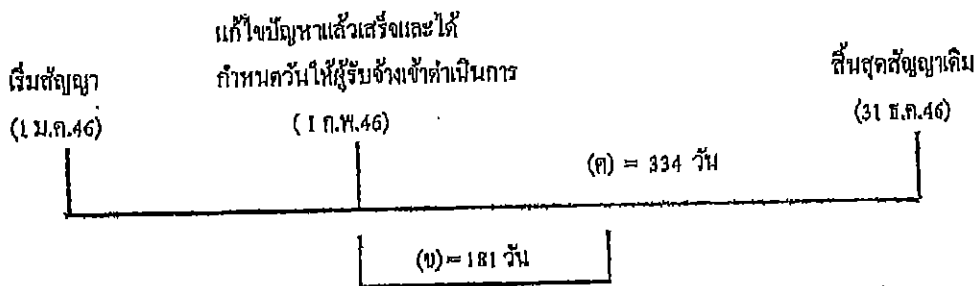 แก้ไขปัญหาแล้วเสร็จและได้
เริ่มสัญญา กำหนดวันให้ผู้รับจ้างเข้าดำเนินการ สิ้นสุดสัญญาเดิม
(1 ม.ค.46) ( 1 ก.พ.46) (31 ธ.ค.46)
(ค) = 334 วัน
(ข) = 181 วัน